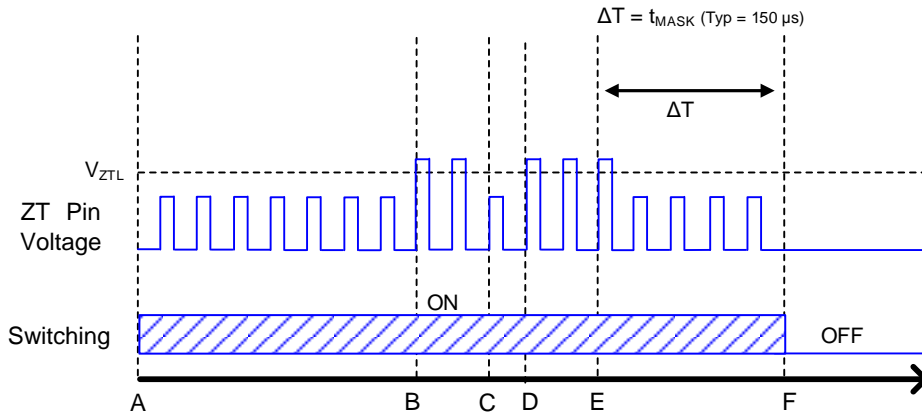 ΔT = tMASK (Typ = 150 µs)
ΔT
VZTL
ZT Pin
Voltage
ON
Switching
OFF
A B C D E F